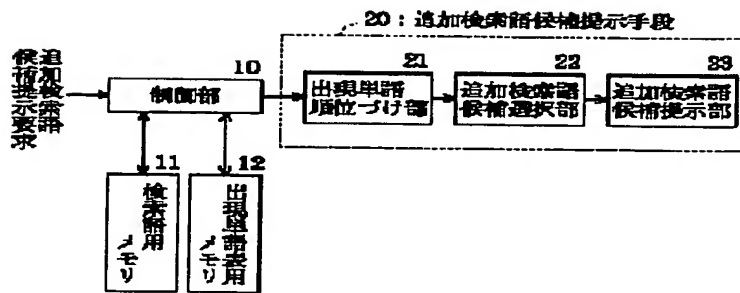 20：追加検索語候補提示手段
追加検索語
候補提示要求
10
制御部
21
出現単語
順位づけ部
22
追加検索語
候補選択部
23
追加検索語
候補提示部
11
検索語用
メモリ
12
出現単語表用
メモリ